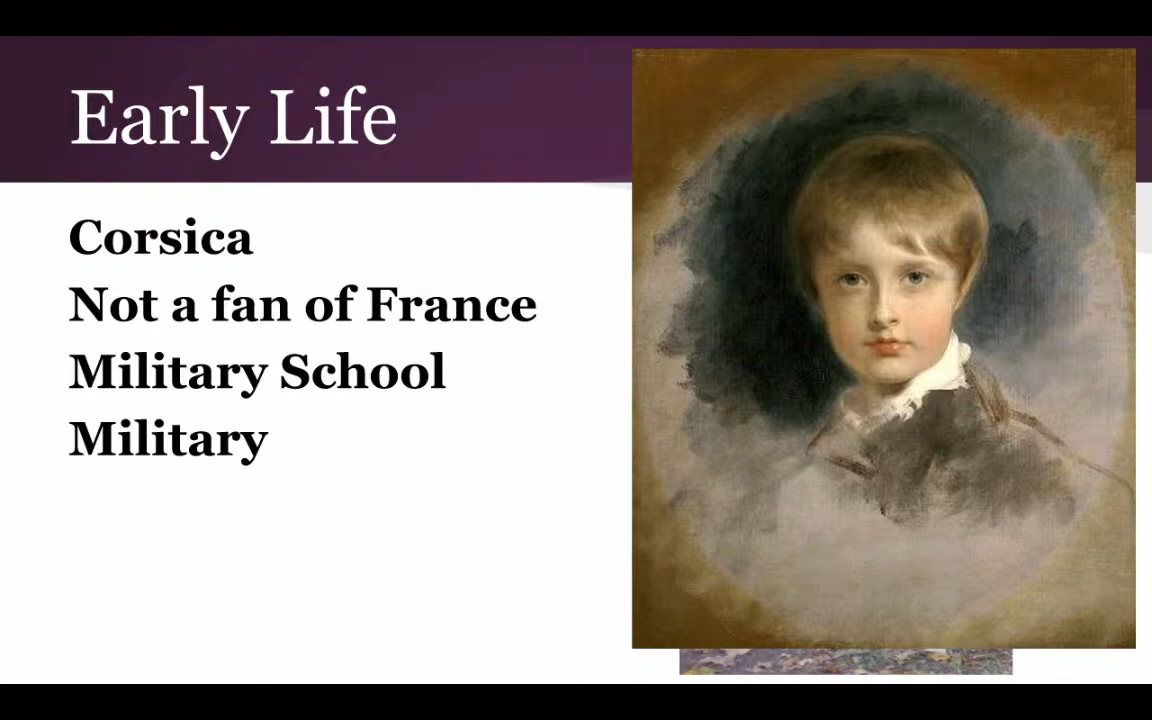 Early Life
Corsica
Not a fan of France
Military School
Military